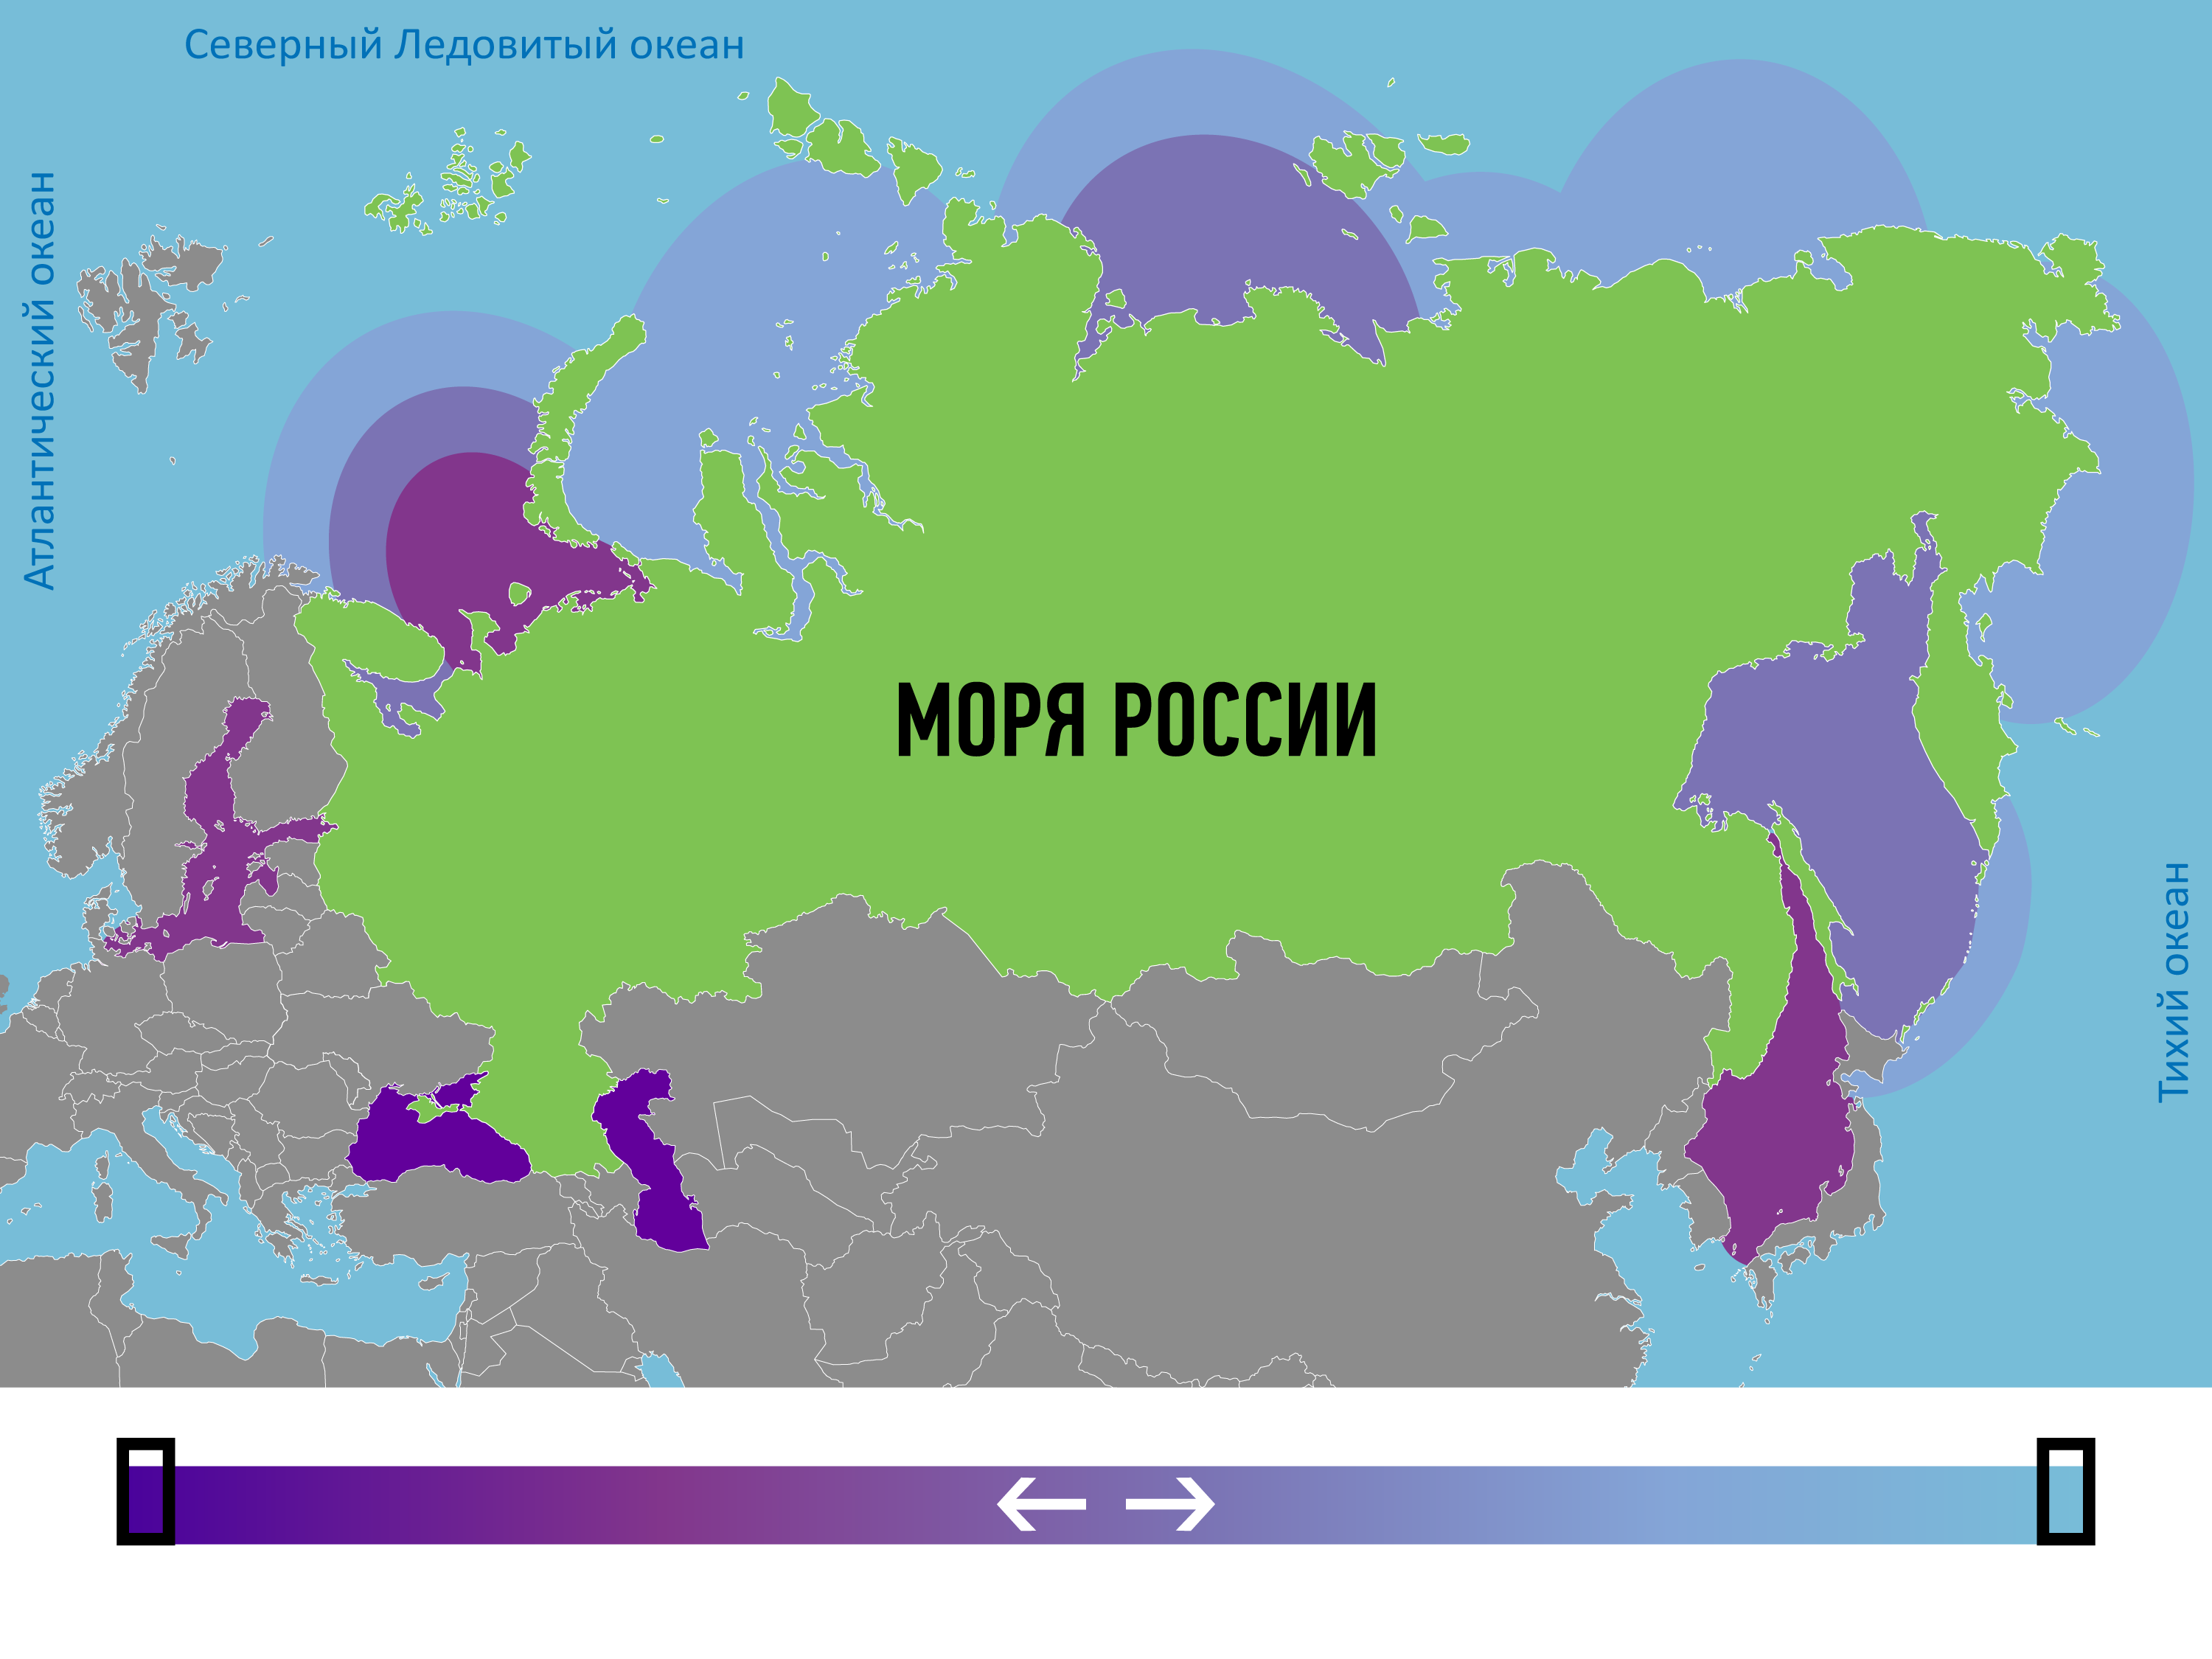 Северный Ледовитый океан
Атлантический океан
МОРЯ РОССИИ
Тихий океан